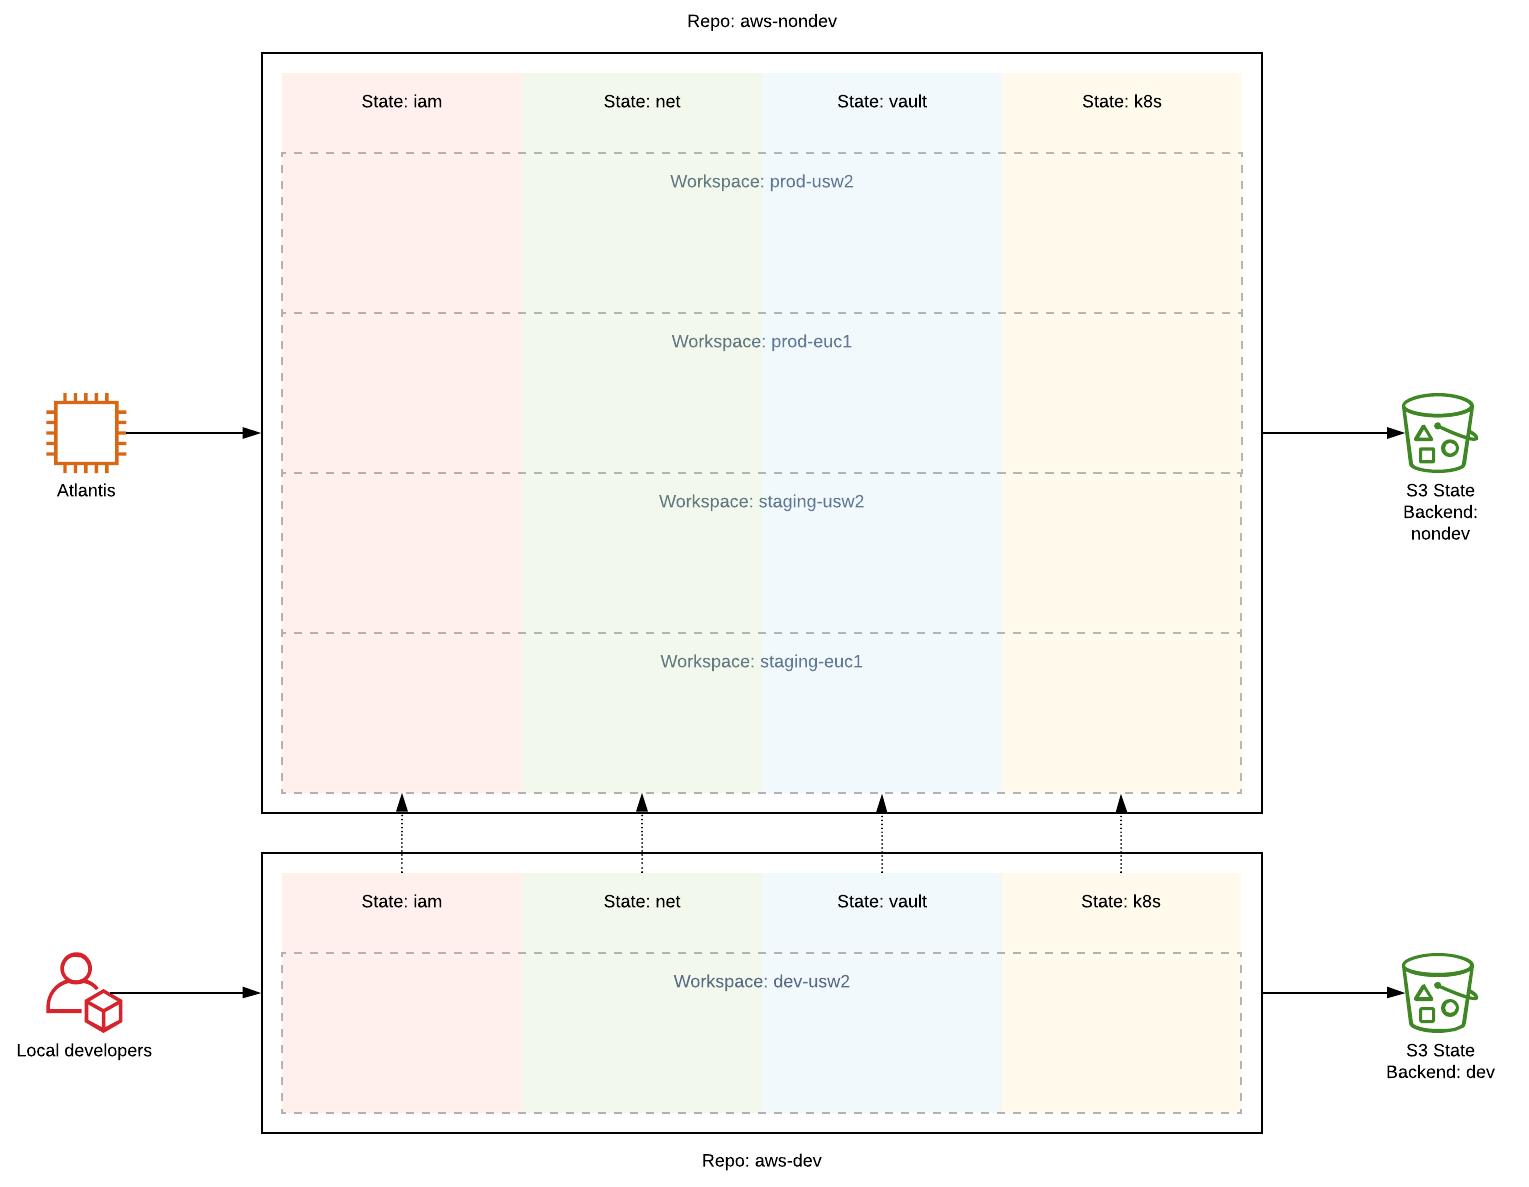 Repo: aws-nondev
State: iam
State: net
State: vault
State: k8s
Workspace: prod-usw2
Workspace: prod-euc1
Atlantis
Workspace: staging-usw2
S3 State
Backend:
nondev
Workspace: staging-euc1
State: iam
State: net
State: vault
State: k8s
Workspace: dev-usw2
Local developers
S3 State
Backend: dev
Repo: aws-dev